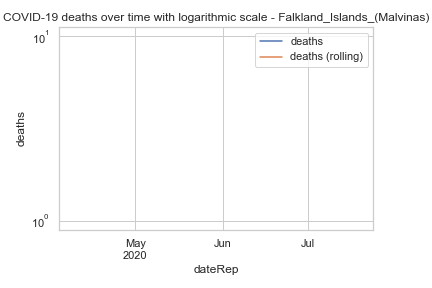 COVID-19 deaths over time with logarithmic scale - Falkland_Islands_(Malvinas)
10¹
deaths
deaths (rolling)
deaths
10⁰
May
2020
Jun
Jul
dateRep